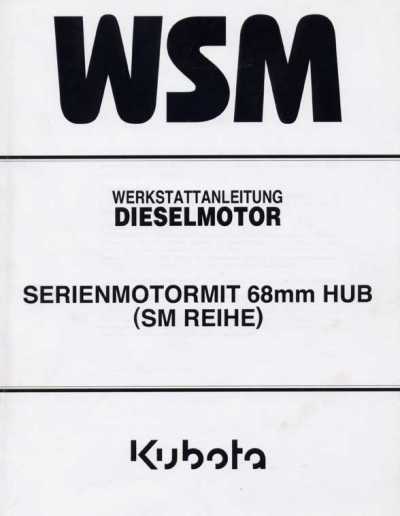 WSM
WERKSTATTANLEITUNG
DIESELMOTOR
SERIENMOTORMIT 68mm HUB
(SM REIHE)
Kubota